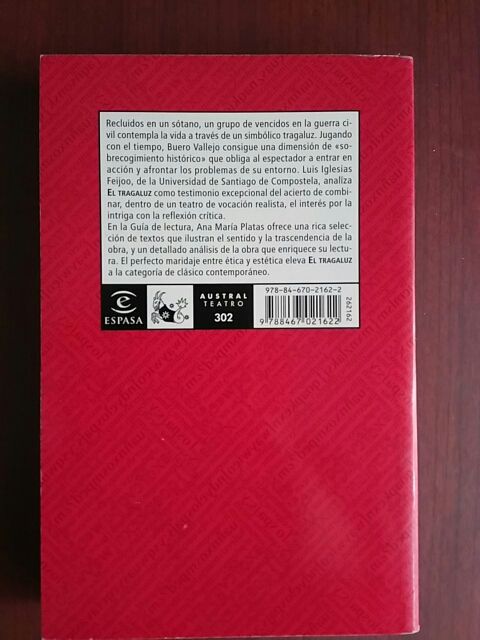 Recluidos en un sótano, un grupo de vencidos en la guerra ci-
vil contempla la vida a través de un simbólico tragaluz. Jugando
con el tiempo, Buero Vallejo consigue una dimensión de «so-
brecogimiento histórico» que obliga al espectador a entrar en
acción y afrontar los problemas de su entorno. Luis Iglesias
Feijoo, de la Universidad de Santiago de Compostela, analiza
EL TRAGALUZ como testimonio excepcional del acierto de combi-
nar, dentro de un teatro de vocación realista, el interés por la
intriga con la reflexión crítica.
En la Guía de lectura, Ana María Platas ofrece una rica selec-
ción de textos que ilustran el sentido y la trascendencia de la
obra, y un detallado análisis de la obra que enriquece su lectu-
ra. El perfecto maridaje entre ética y estética eleva EL TRAGALUZ
a la categoría de clásico contemporáneo.
e
ESPASA
AUSTRAL
TEATRO
302
978-84-670-2162-2
9 788467 021622
262162